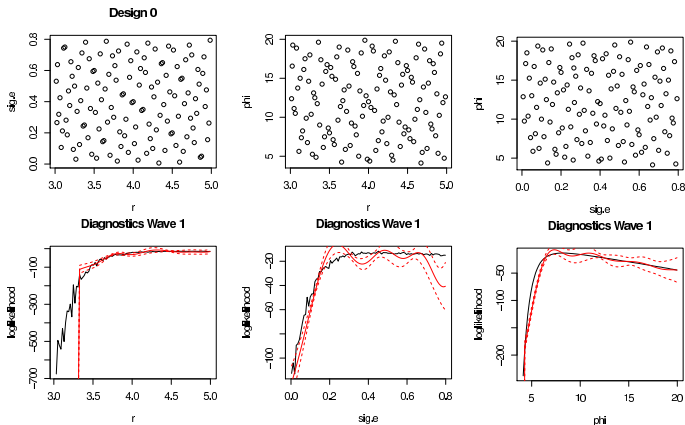 Design 0
0.8
0.6
0.4
0.2
0.0
sig.e
3.0 3.5 4.0 4.5 5.0
r
20
15
10
5
phi
3.0 3.5 4.0 4.5 5.0
r
20
15
10
5
phi
0.0 0.2 0.4 0.6 0.8
sig.e
Diagnostics Wave 1
-100
-300
-500
-700
loglikelihood
3.0 3.5 4.0 4.5 5.0
r
Diagnostics Wave 1
-20
-60
-100
loglikelihood
0.0 0.2 0.4 0.6 0.8
sig.e
Diagnostics Wave 1
-50
-100
-200
loglikelihood
5 10 15 20
phi